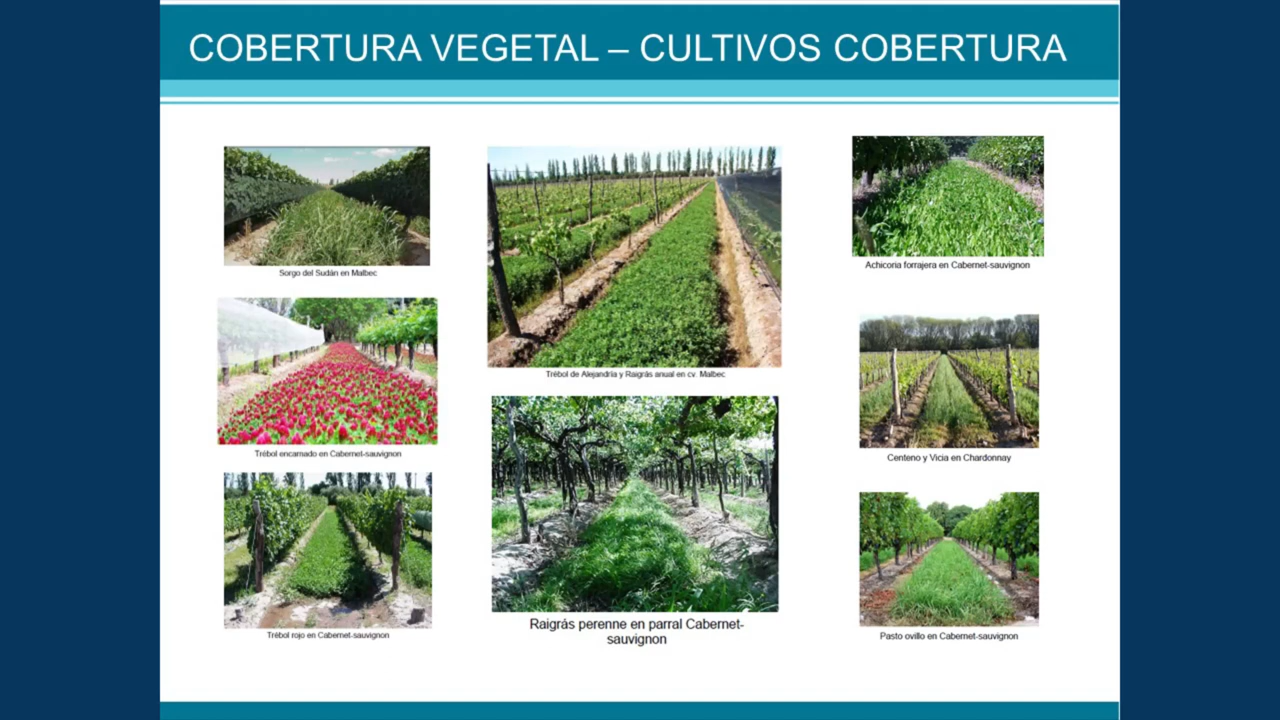 COBERTURA VEGETAL – CULTIVOS COBERTURA
Sorgo del Sudán en Malbec
Trébol encarnado en Cabernet-sauvignon
Trébol rojo en Cabernet-sauvignon
Trébol de Alejandría y Raigrás anual en cv. Malbec
Raigrás perenne en parral Cabernet-
sauvignon
Achicoria forrajera en Cabernet-sauvignon
Centeno y Vicia en Chardonnay
Pasto ovillo en Cabernet-sauvignon